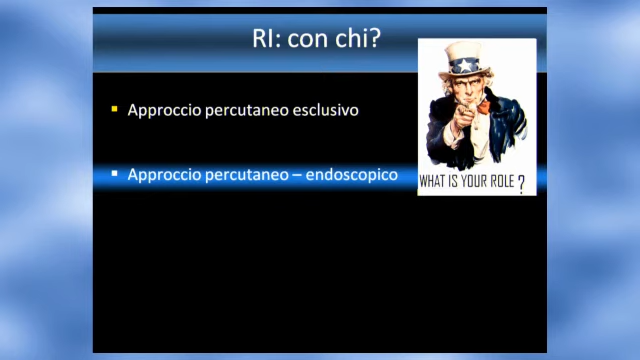 RI: con chi?
Approccio percutaneo esclusivo
Approccio percutaneo – endoscopico
WHAT IS YOUR ROLE ?